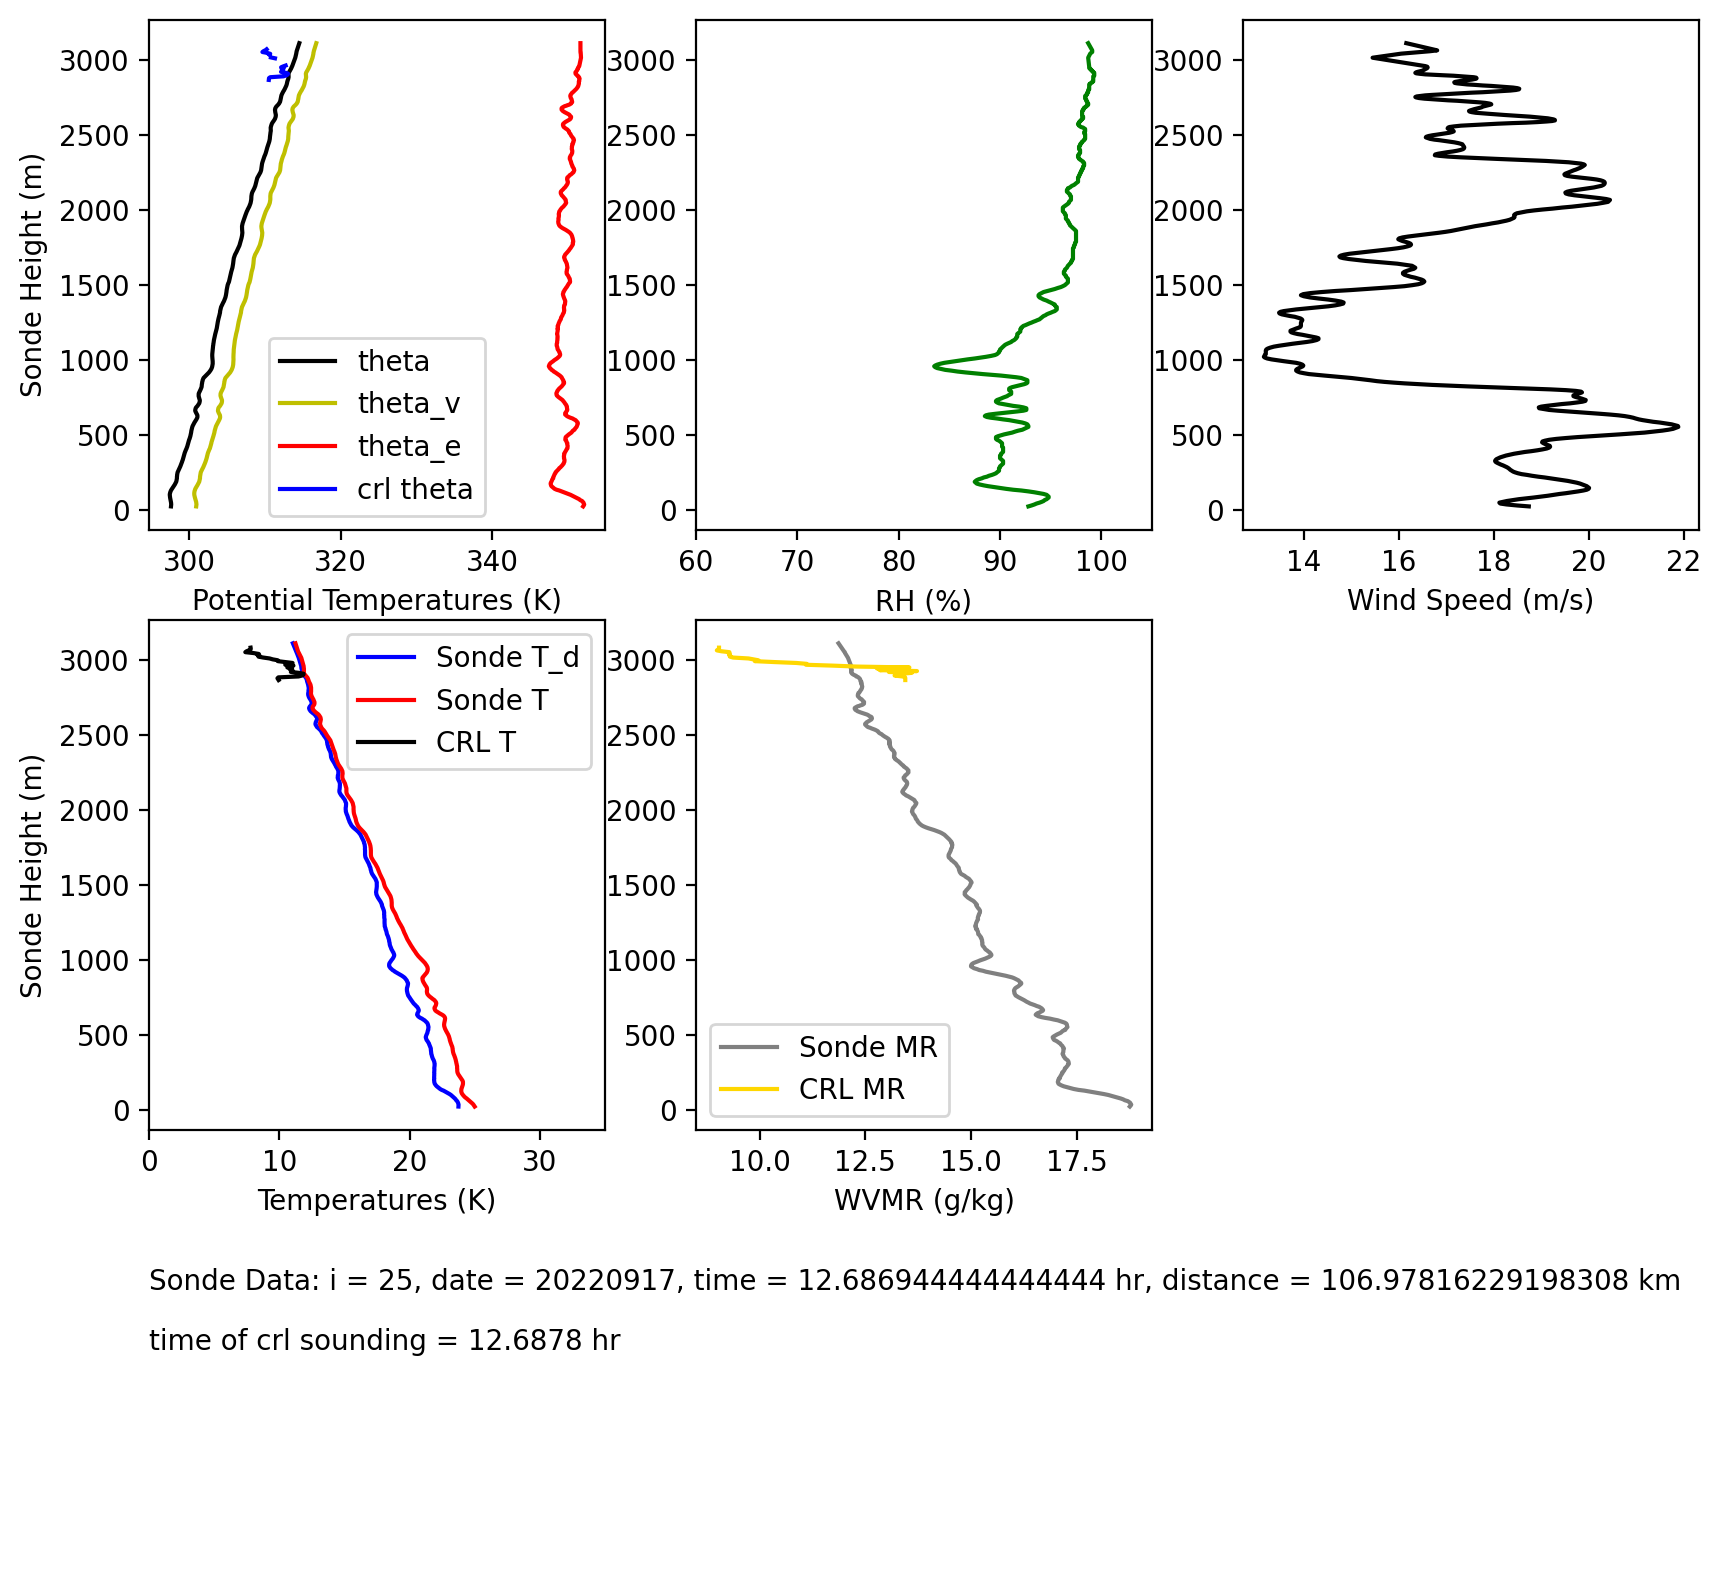 Sonde Height (m)
3000
2500
2000
1500
1000
500
0
theta
theta_v
theta_e
crl theta
300 320 340
Potential Temperatures (K)
3000
2500
2000
1500
1000
500
0
60 70 80 90 100
RH (%)
3000
2500
2000
1500
1000
500
0
14 16 18 20 22
Wind Speed (m/s)
Sonde Height (m)
3000
2500
2000
1500
1000
500
0
Sonde T_d
Sonde T
CRL T
0 10 20 30
Temperatures (K)
3000
2500
2000
1500
1000
500
0
Sonde MR
CRL MR
10.0 12.5 15.0 17.5
WVMR (g/kg)
Sonde Data: i = 25, date = 20220917, time = 12.686944444444444 hr, distance = 106.97816229198308 km
time of crl sounding = 12.6878 hr